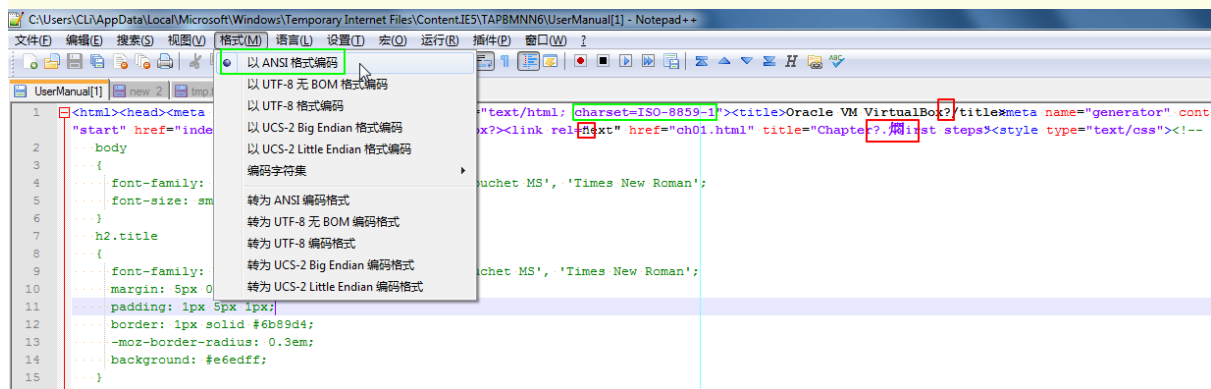 C:\Users\CLi\AppData\Local\Microsoft\Windows\Temporary Internet Files\Content.IE5\TAPBMNN6\UserManual[1] - Notepad++
文件(F) 编辑(E) 搜索(S) 视图(V) 格式(M) 语言(L) 设置(T) 宏(O) 运行(R) 插件(P) 窗口(W) ?
UserManual[1] new 2 tmp.
以 ANSI 格式编码
以 UTF-8 无 BOM 格式编码
以 UTF-8 格式编码
以 UCS-2 Big Endian 格式编码
以 UCS-2 Little Endian 格式编码
编码字符集
转为 ANSI 编码格式
转为 UTF-8 无 BOM 编码格式
转为 UTF-8 编码格式
转为 UCS-2 Big Endian 编码格式
转为 UCS-2 Little Endian 编码格式
1 <html><head><meta ="text/html; charset=ISO-8859-1"><title>Oracle VM VirtualBox?/title>meta name="generator" cont
"start" href="inde ox?><link rel= next" href="ch01.html" title="Chapter?. irst steps <style type="text/css"><!--
2 body
3 {
4 font-family: ouchet MS', 'Times New Roman';
5 font-size: sm
6 }
7 h2.title
8 {
9 font-family: uchet MS', 'Times New Roman';
10 margin: 5px 0
11 padding: 1px 5px 1px;
12 border: 1px solid #6b89d4;
13 -moz-border-radius: 0.3em;
14 background: #e6edff;
15 }